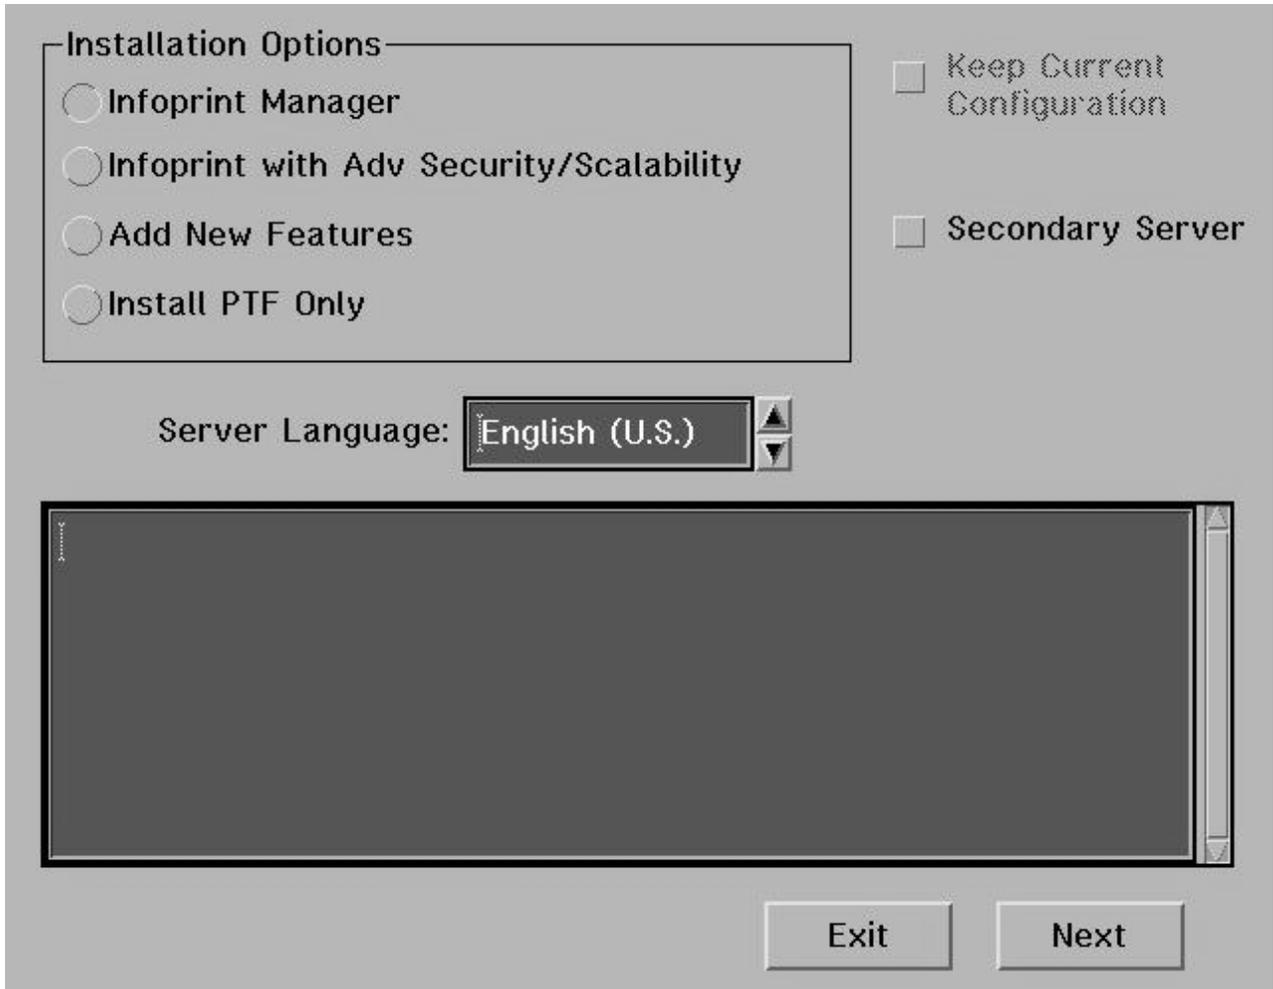 Installation Options
Infoprint Manager
Infoprint with Adv Security/Scalability
Add New Features
Install PTF Only
Keep Current
Configuration
Secondary Server
Server Language: English (U.S.)
Exit Next